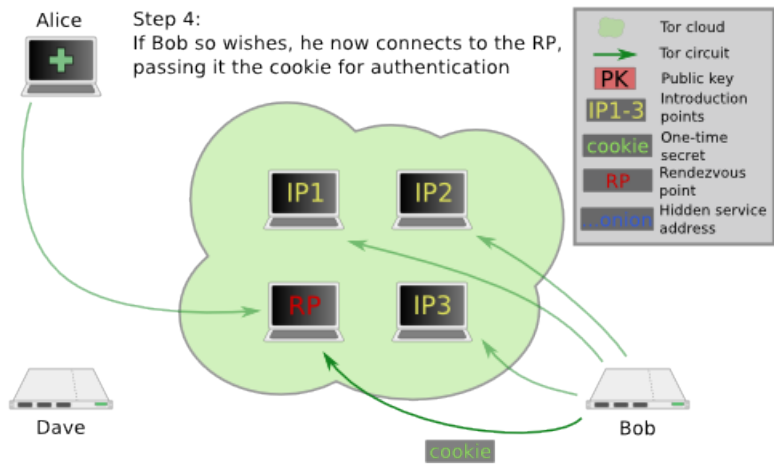 Alice
Step 4:
If Bob so wishes, he now connects to the RP,
passing it the cookie for authentication
Tor cloud
Tor circuit
PK
Public key
IP1-3
Introduction
points
cookie
One-time
secret
RP
Rendezvous
point
...onion
Hidden service
address
IP1
IP2
RP
IP3
Dave
Bob
cookie